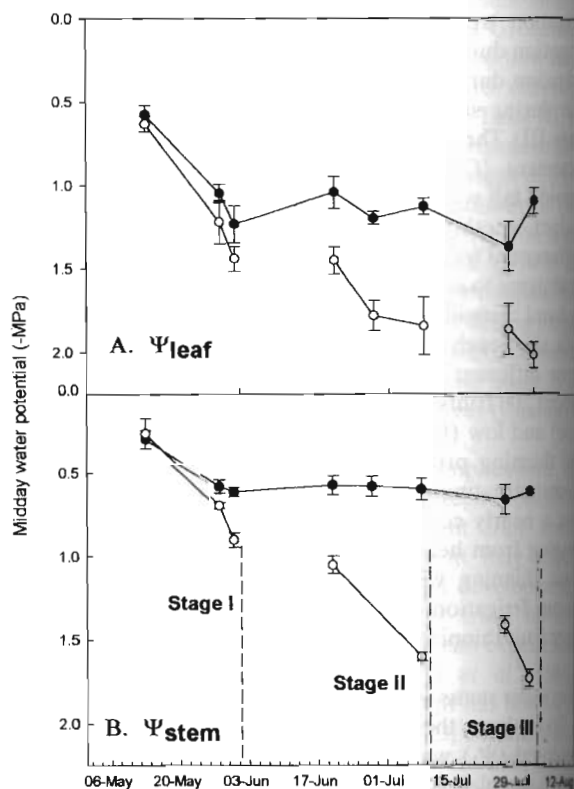 0.0
0.5
1.0
1.5
2.0
A. Ψleaf
Midday water potential (-MPa)
0.0
0.5
1.0
1.5
2.0
Stage I
Stage II
Stage III
B. Ψstem
06-May 20-May 03-Jun 17-Jun 01-Jul 15-Jul 29-Jul